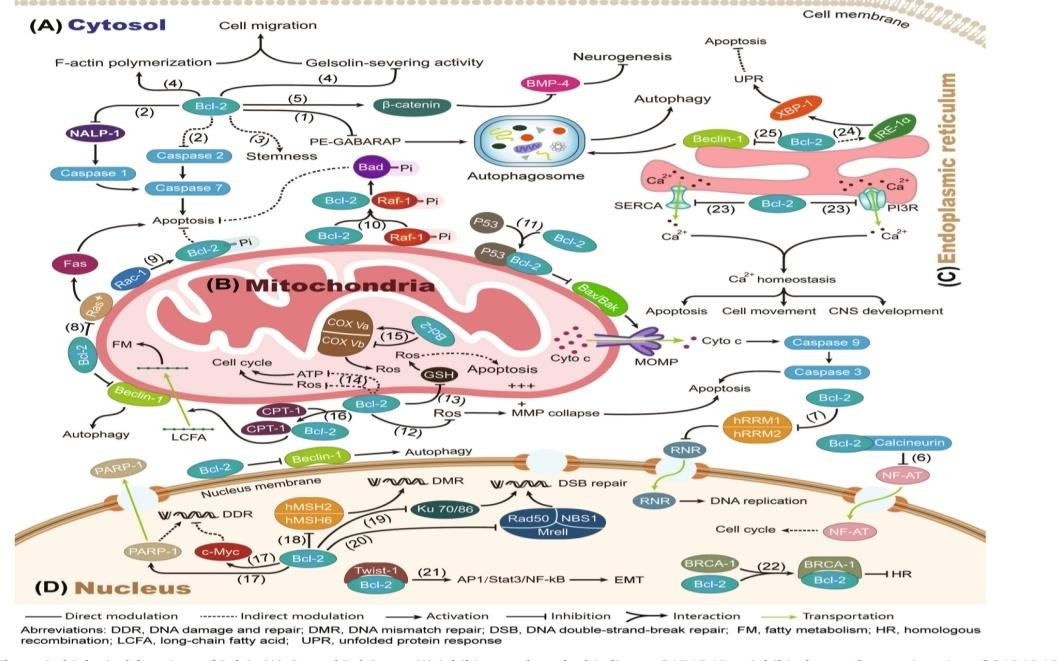 (A) Cytosol
Cell migration
Cell membrane
F-actin polymerization
Gelsolin-severing activity
(4)
(4)
Bcl-2
(5)
β-catenin
BMP-4
Neurogenesis
(2)
(1)
NALP-1
(2)
(3)
Caspase 2
Stemness
PE-GABARAP
Autophagosome
Autophagy
Caspase 1
Caspase 7
Bad
Pi
Bcl-2
Raf-1
Pi
(10)
Bcl-2
Raf-1
Pi
Apoptosis
Bcl-2
Pi
Fas
Rac-1
(9)
Ras+
(8)
Bcl-2
Beclin-1
Autophagy
P53
(11)
Bcl-2
P53
Bcl-2
Bax/Bak
(C) Endoplasmic reticulum
Apoptosis
UPR
XBP-1
IRE-1α
Beclin-1
(25)
Bcl-2
(24)
Ca2+
Ca2+
SERCA
(23)
Bcl-2
(23)
PI3R
Ca2+
Ca2+
Ca2+ homeostasis
Apoptosis
Cell movement
CNS development
(B) Mitochondria
COX Va
COX Vb
(15)
Bcl-2
FM
Cell cycle
ATP
Ros
(14)
Ros
Ros
GSH
Apoptosis
+++
+
Cyto c
MOMP
Cyto c
Caspase 9
Caspase 3
Apoptosis
LCFA
CPT-1
CPT-1
(16)
Bcl-2
Bcl-2
(13)
(12)
Ros
MMP collapse
Bcl-2
(7)
hRRM1
hRRM2
RNR
RNR
DNA replication
Bcl-2
Calcineurin
(6)
NF-AT
NF-AT
Cell cycle
PARP-1
Bcl-2
Beclin-1
Autophagy
Nucleus membrane
DDR
DMR
DSB repair
hMSH2
hMSH6
Ku 70/86
(19)
Rad50
NBS1
Mrell
(18)
(20)
PARP-1
c-Myc
(17)
Bcl-2
(17)
Twist-1
Bcl-2
(21)
AP1/Stat3/NF-kB
EMT
BRCA-1
Bcl-2
(22)
BRCA-1
Bcl-2
HR
(D) Nucleus
Direct modulation
Indirect modulation
Activation
Inhibition
Interaction
Transportation
Abrreviations: DDR, DNA damage and repair; DMR, DNA mismatch repair; DSB, DNA double-strand-break repair; FM, fatty metabolism; HR, homologous
recombination; LCFA, long-chain fatty acid; UPR, unfolded protein response